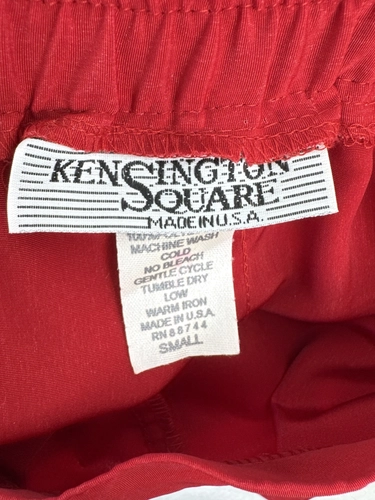 KENSINGTON
SQUARE
MADE IN U.S.A.
MACHINE WASH
COLD
NO BLEACH
GENTLE CYCLE
TUMBLE DRY
LOW
WARM IRON
MADE IN U.S.A.
RN 88744
SMALL